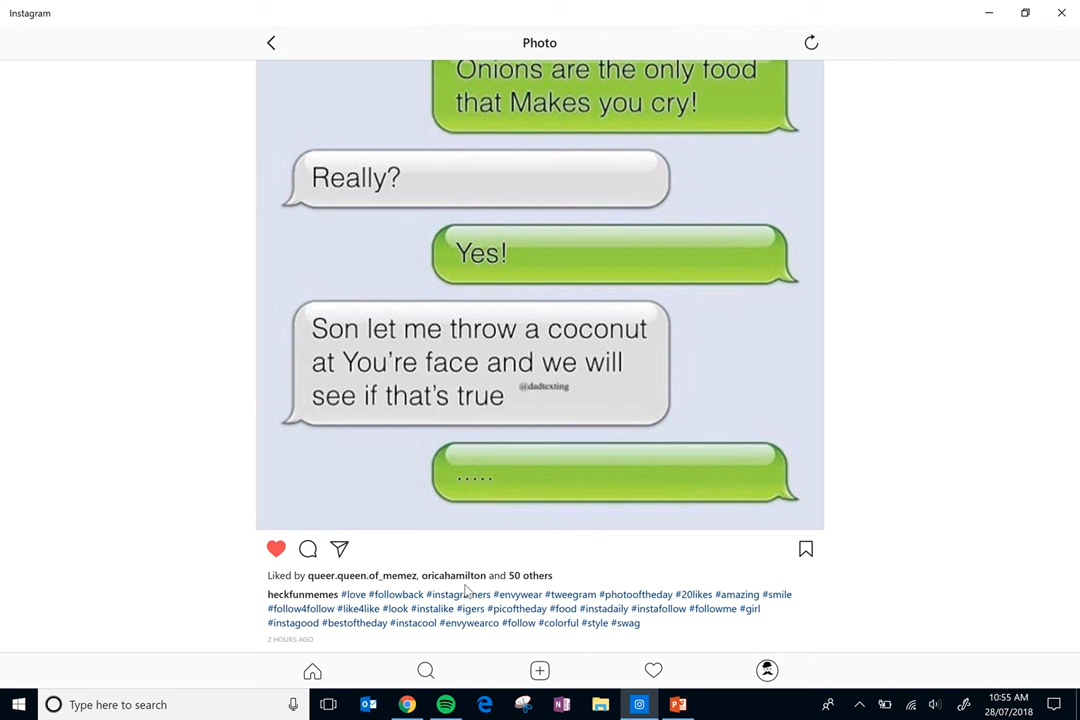 Instagram
Photo
Onions are the only food
that Makes you cry!
Really?
Yes!
Son let me throw a coconut
at You're face and we will
see if that's true
@dadtexting
.....
Liked by queer.queen.of_memez, oricahamilton and 50 others
heckfunmemes #love #followback #instagramers #envywear #tweegram #photooftheday #20likes #amazing #smile
#follow4follow #like4like #look #instalike #igers #picoftheday #food #instadaily #instafollow #followme #girl
#instagood #bestoftheday #instacool #envywearco #follow #colorful #style #swag
2 HOURS AGO
Type here to search
10:55 AM
28/07/2018